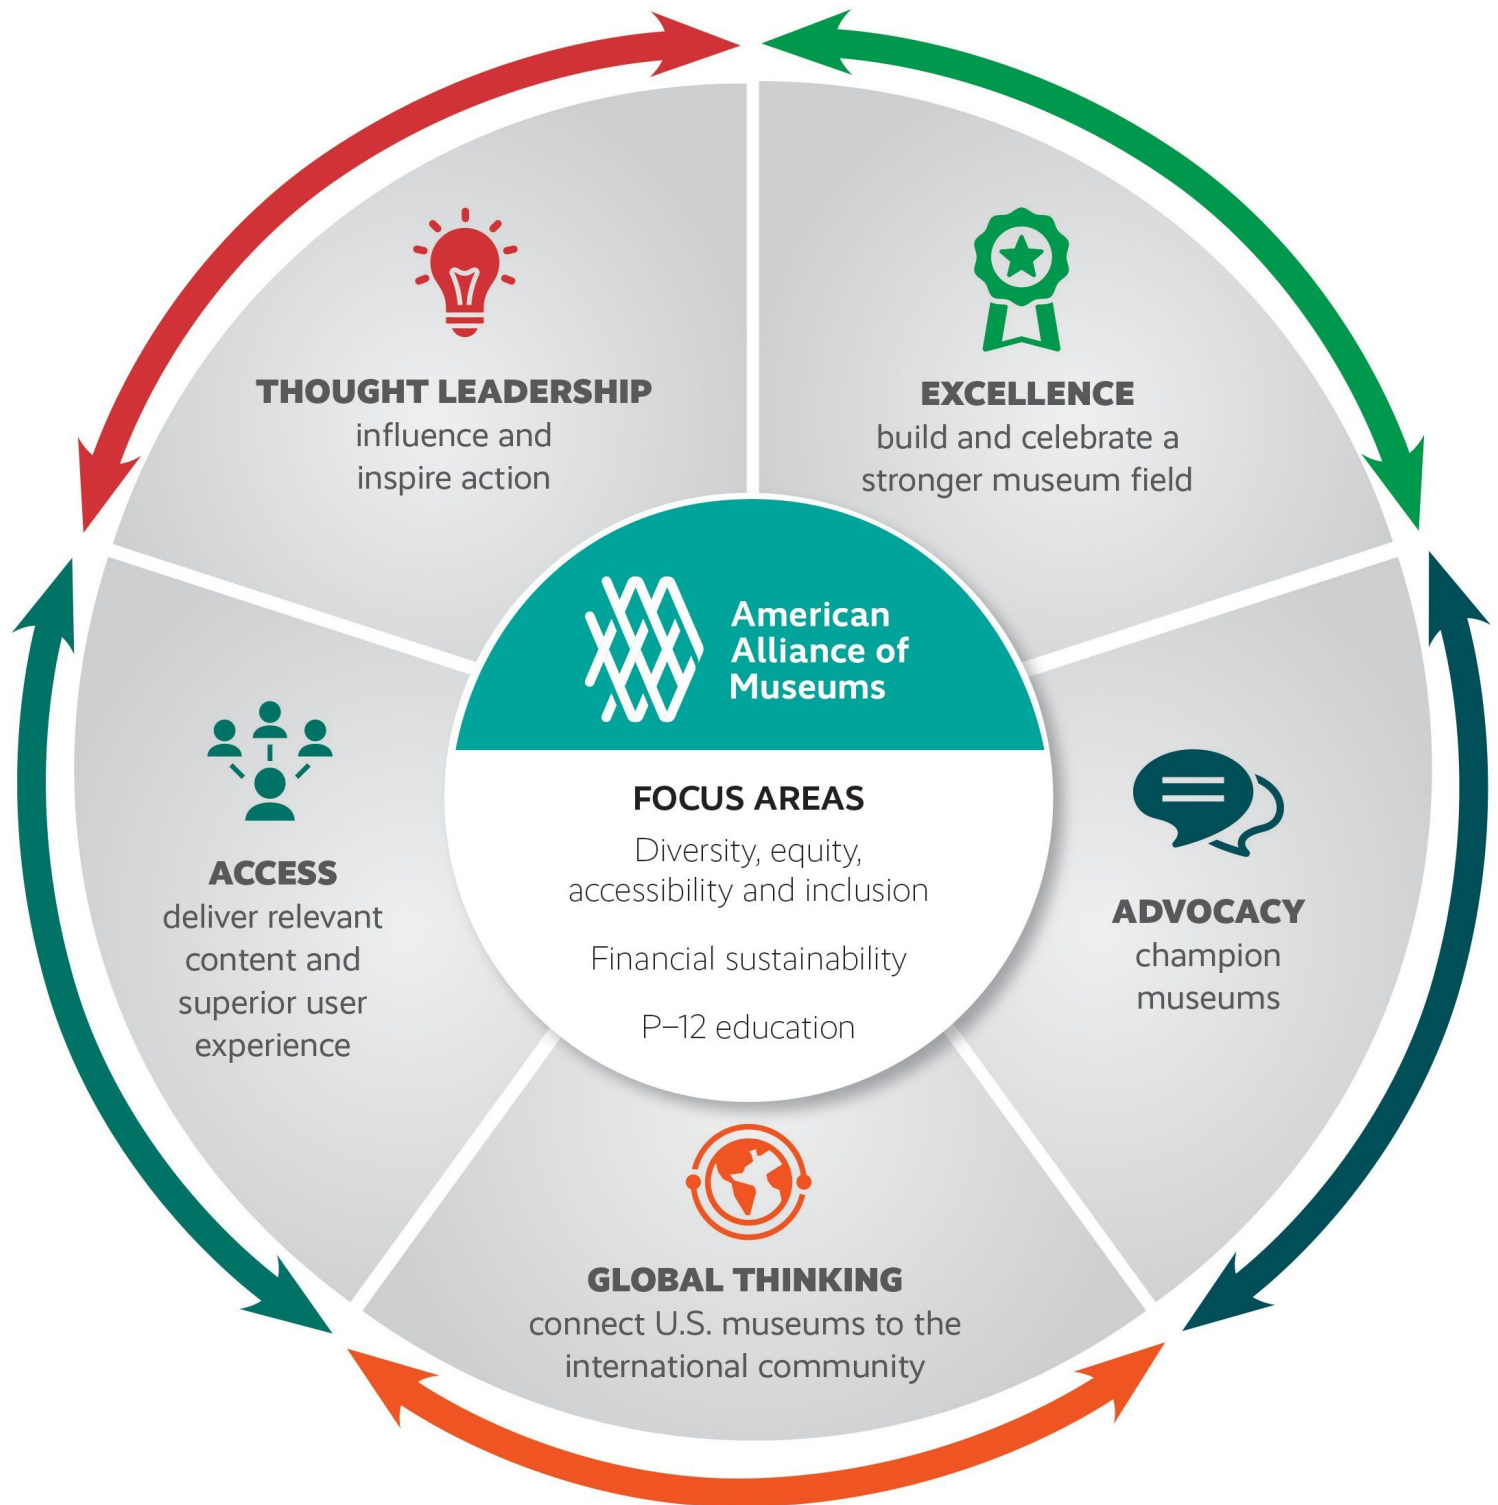 THOUGHT LEADERSHIP
influence and
inspire action
EXCELLENCE
build and celebrate a
stronger museum field
American
Alliance of
Museums
FOCUS AREAS
Diversity, equity,
accessibility and inclusion
Financial sustainability
P–12 education
ACCESS
deliver relevant
content and
superior user
experience
ADVOCACY
champion
museums
GLOBAL THINKING
connect U.S. museums to the
international community